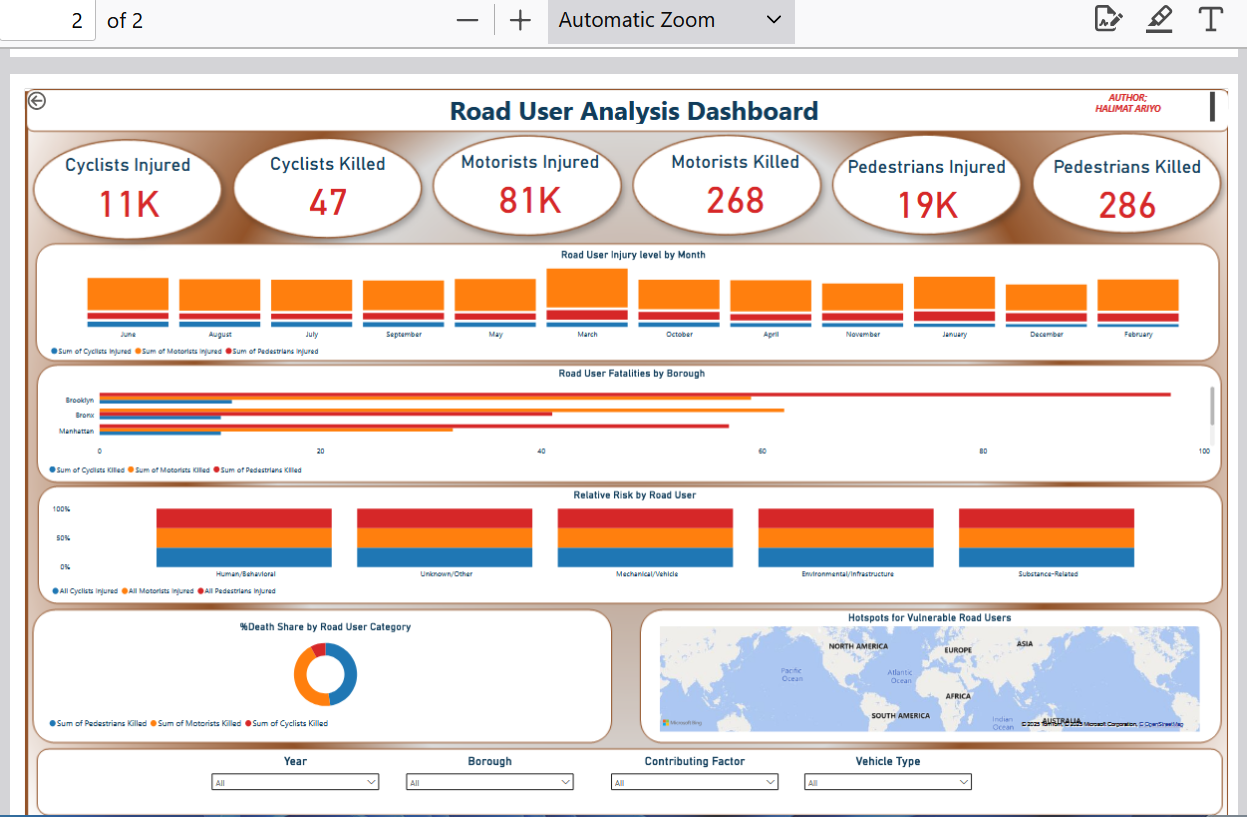 2 of 2
Automatic Zoom
Road User Analysis Dashboard
AUTHOR;
HALIMAT ARIYO
Cyclists Injured
11K
Cyclists Killed
47
Motorists Injured
81K
Motorists Killed
268
Pedestrians Injured
19K
Pedestrians Killed
286
Road User Injury level by Month
June August July September May March October April November January December February
Sum of Cyclists Injured Sum of Motorists Injured Sum of Pedestrians Injured
Road User Fatalities by Borough
Brooklyn
Bronx
Manhattan
0 20 40 60 80 100
Sum of Cyclists Killed Sum of Motorists Killed Sum of Pedestrians Killed
Relative Risk by Road User
100%
50%
0%
Human/Behavioral Unknown/Other Mechanical/Vehicle Environmental/Infrastructure Substance-Related
All Cyclists Injured All Motorists Injured All Pedestrians Injured
%Death Share by Road User Category
Sum of Pedestrians Killed Sum of Motorists Killed Sum of Cyclists Killed
Hotspots for Vulnerable Road Users
NORTH AMERICA
EUROPE
ASIA
Pacific
Ocean
Atlantic
Ocean
AFRICA
SOUTH AMERICA
Indian
Ocean
AUSTRALIA
Microsoft Bing
© 2025 TomTom, © 2025 Microsoft Corporation, © OpenStreetMap
Year
All
Borough
All
Contributing Factor
All
Vehicle Type
All